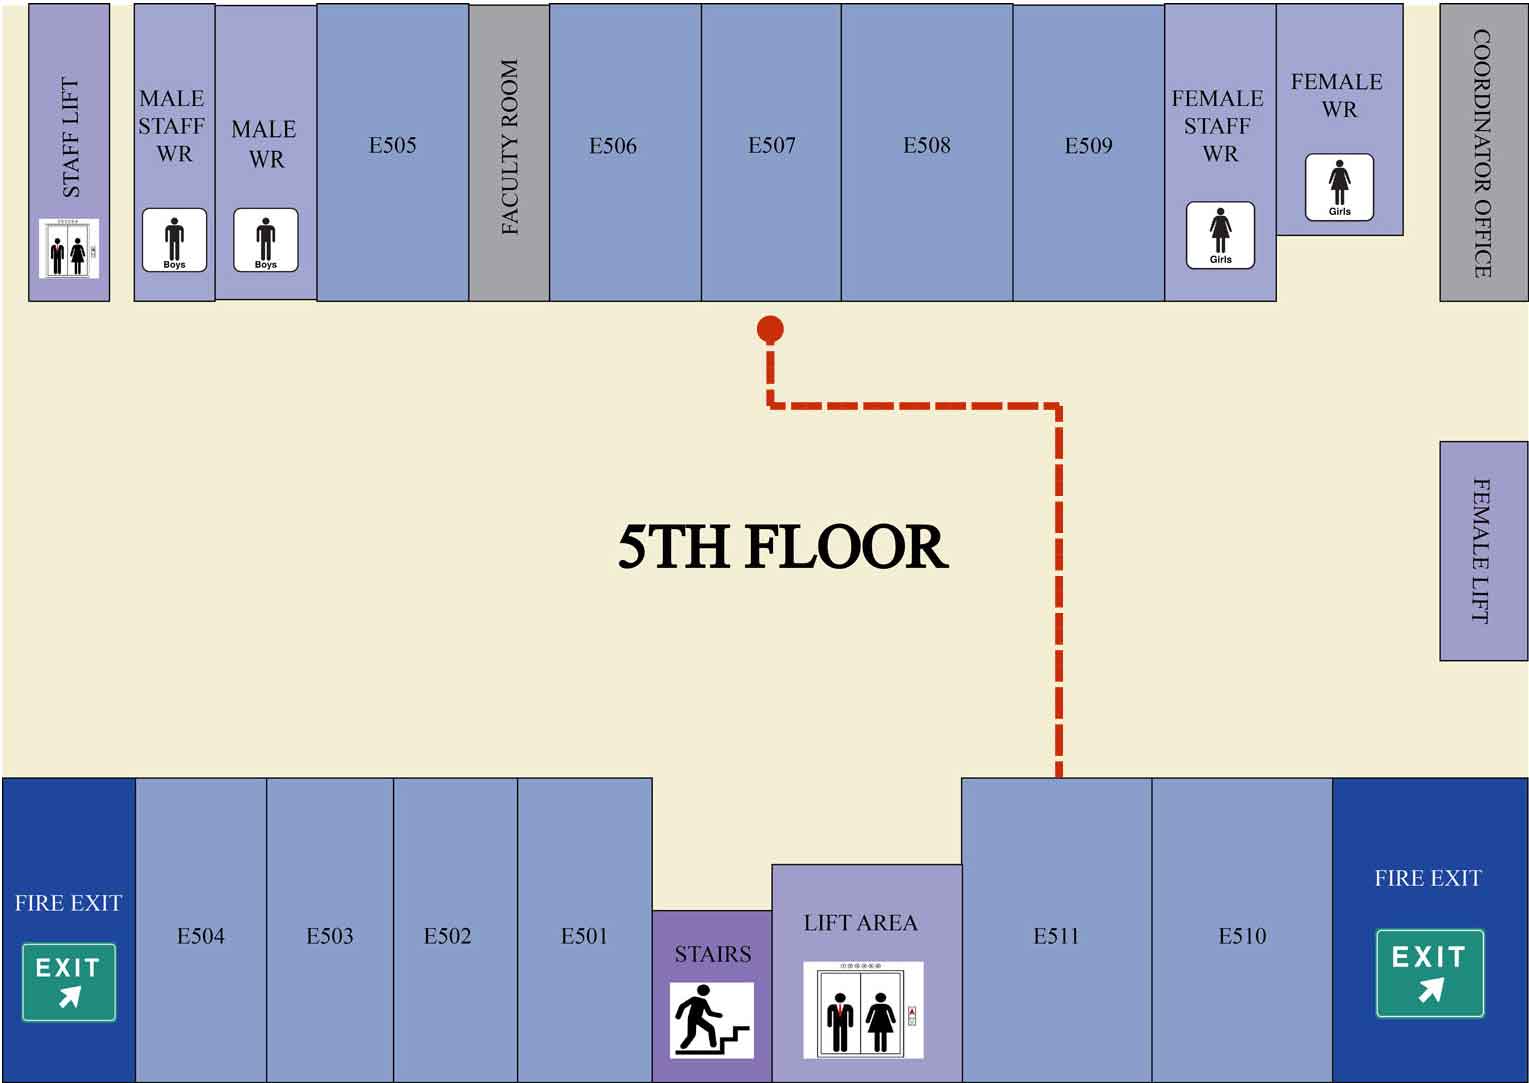 STAFF LIFT
MALE
STAFF
WR
Boys
MALE
WR
Boys
E505
FACULTY ROOM
E506
E507
E508
E509
FEMALE
STAFF
WR
Girls
FEMALE
WR
Girls
COORDINATOR OFFICE
5TH FLOOR
FEMALE LIFT
FIRE EXIT
EXIT
E504
E503
E502
E501
STAIRS
LIFT AREA
E511
E510
FIRE EXIT
EXIT